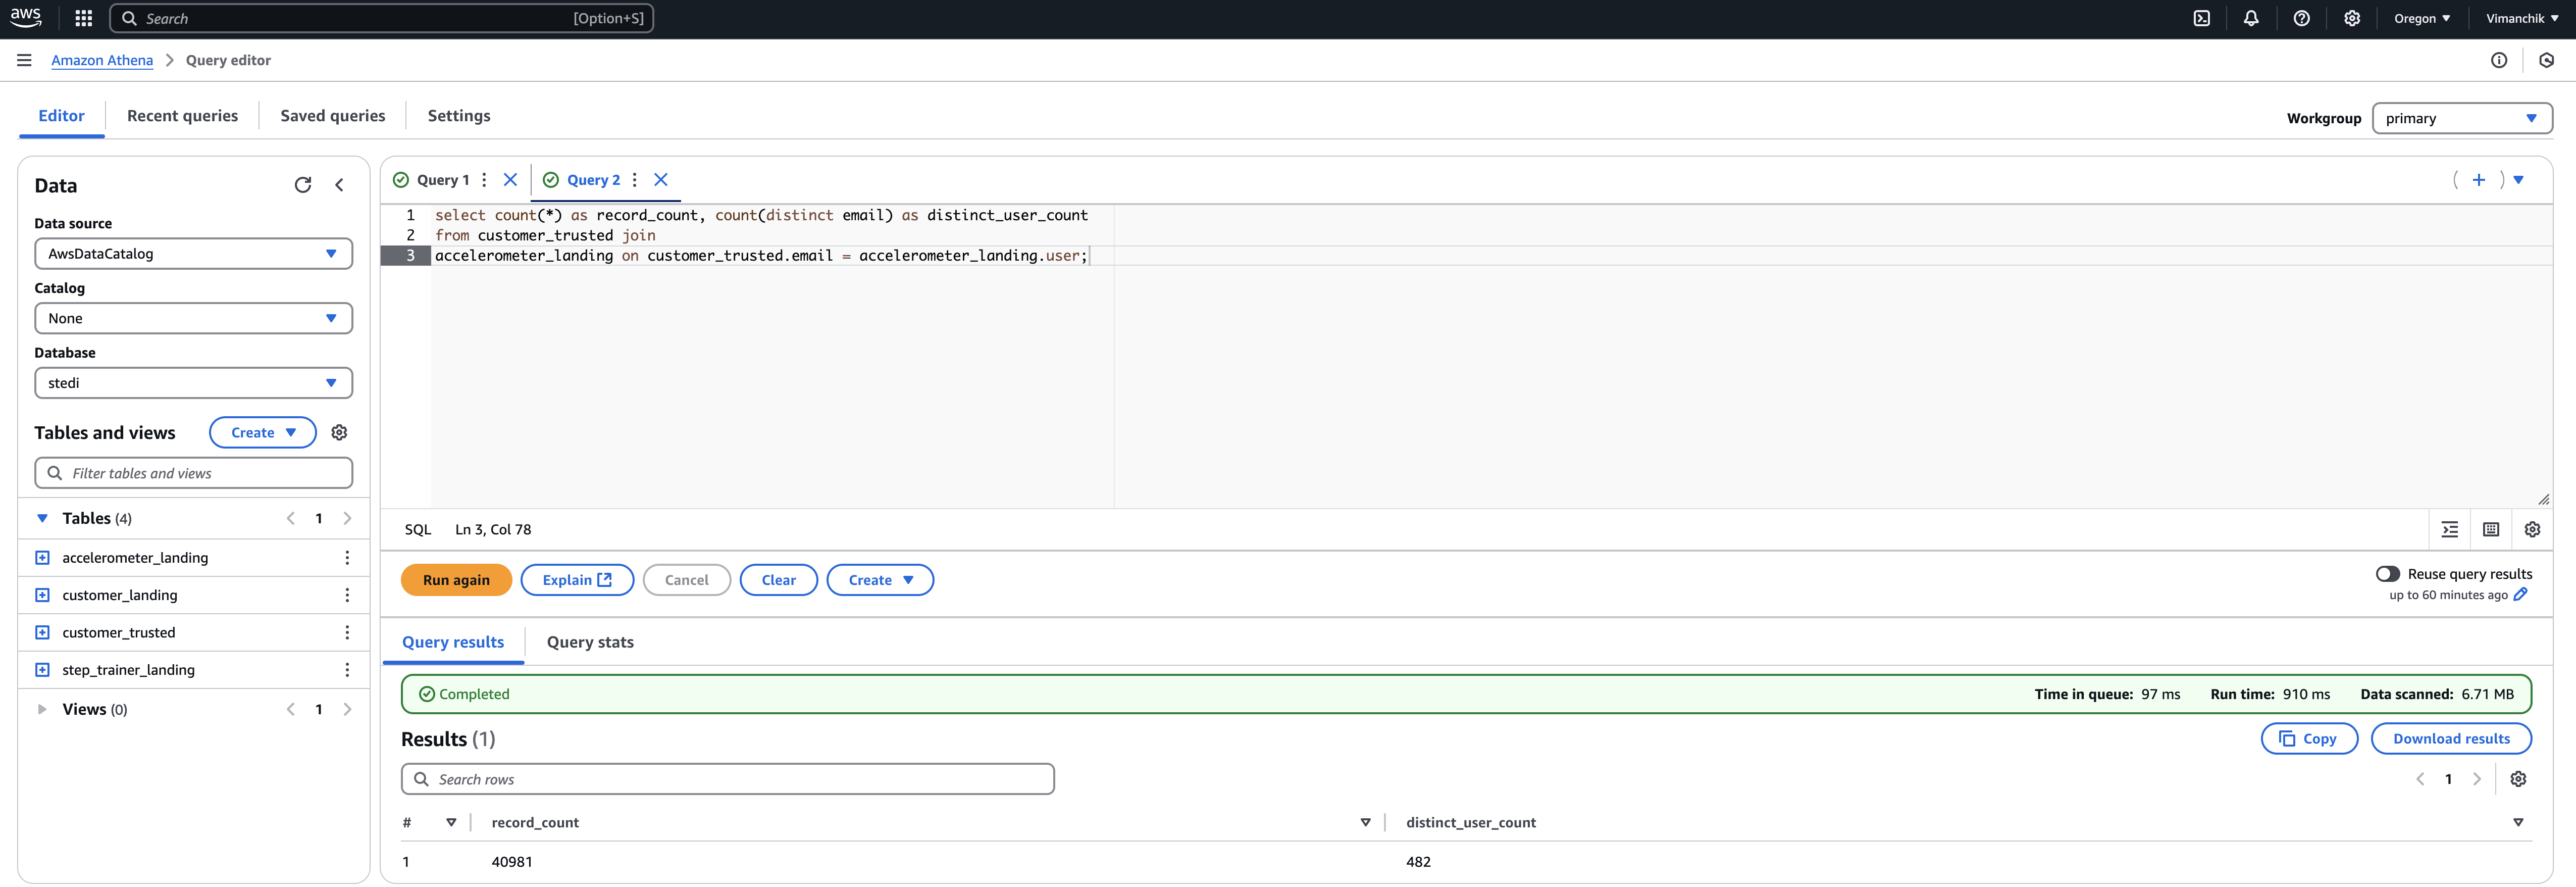 aws
Search
[Option+S]
Oregon
Vimanchik
Amazon Athena
Query editor
Editor
Recent queries
Saved queries
Settings
Workgroup
primary
Data
Data source
AwsDataCatalog
Catalog
None
Database
stedi
Tables and views
Create
Filter tables and views
Tables (4)
1
accelerometer_landing
customer_landing
customer_trusted
step_trainer_landing
Views (0)
1
Query 1
Query 2
1 select count(*) as record_count, count(distinct email) as distinct_user_count
2 from customer_trusted join
3 accelerometer_landing on customer_trusted.email = accelerometer_landing.user;
SQL
Ln 3, Col 78
Run again
Explain
Cancel
Clear
Create
Reuse query results
up to 60 minutes ago
Query results
Query stats
Completed
Time in queue: 97 ms
Run time: 910 ms
Data scanned: 6.71 MB
Results (1)
Copy
Download results
Search rows
1
# record_count distinct_user_count
1 40981 482